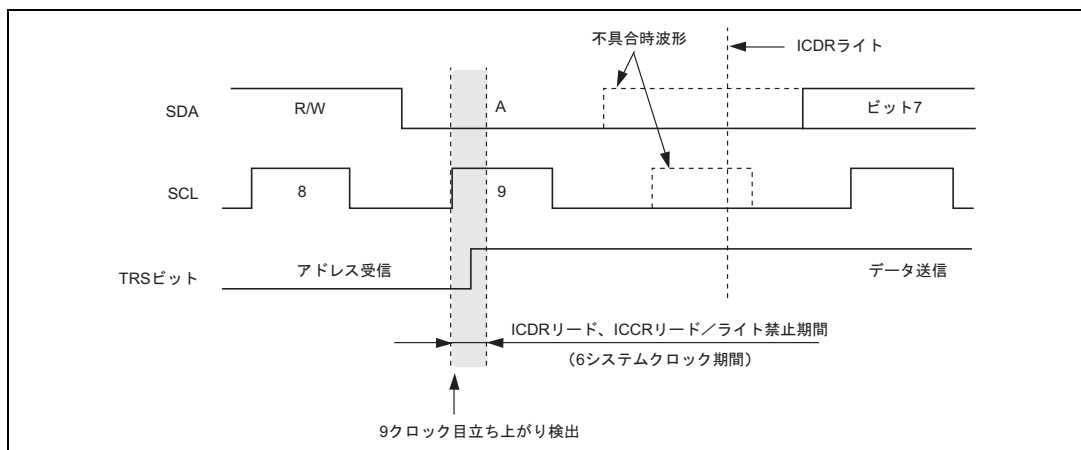 不具合時波形
ICDRライト
SDA
R/W
A
ビット7
SCL
8
9
TRSビット
アドレス受信
データ送信
ICDRリード、ICCRリード／ライト禁止期間
（6システムクロック期間）
9クロック目立ち上がり検出